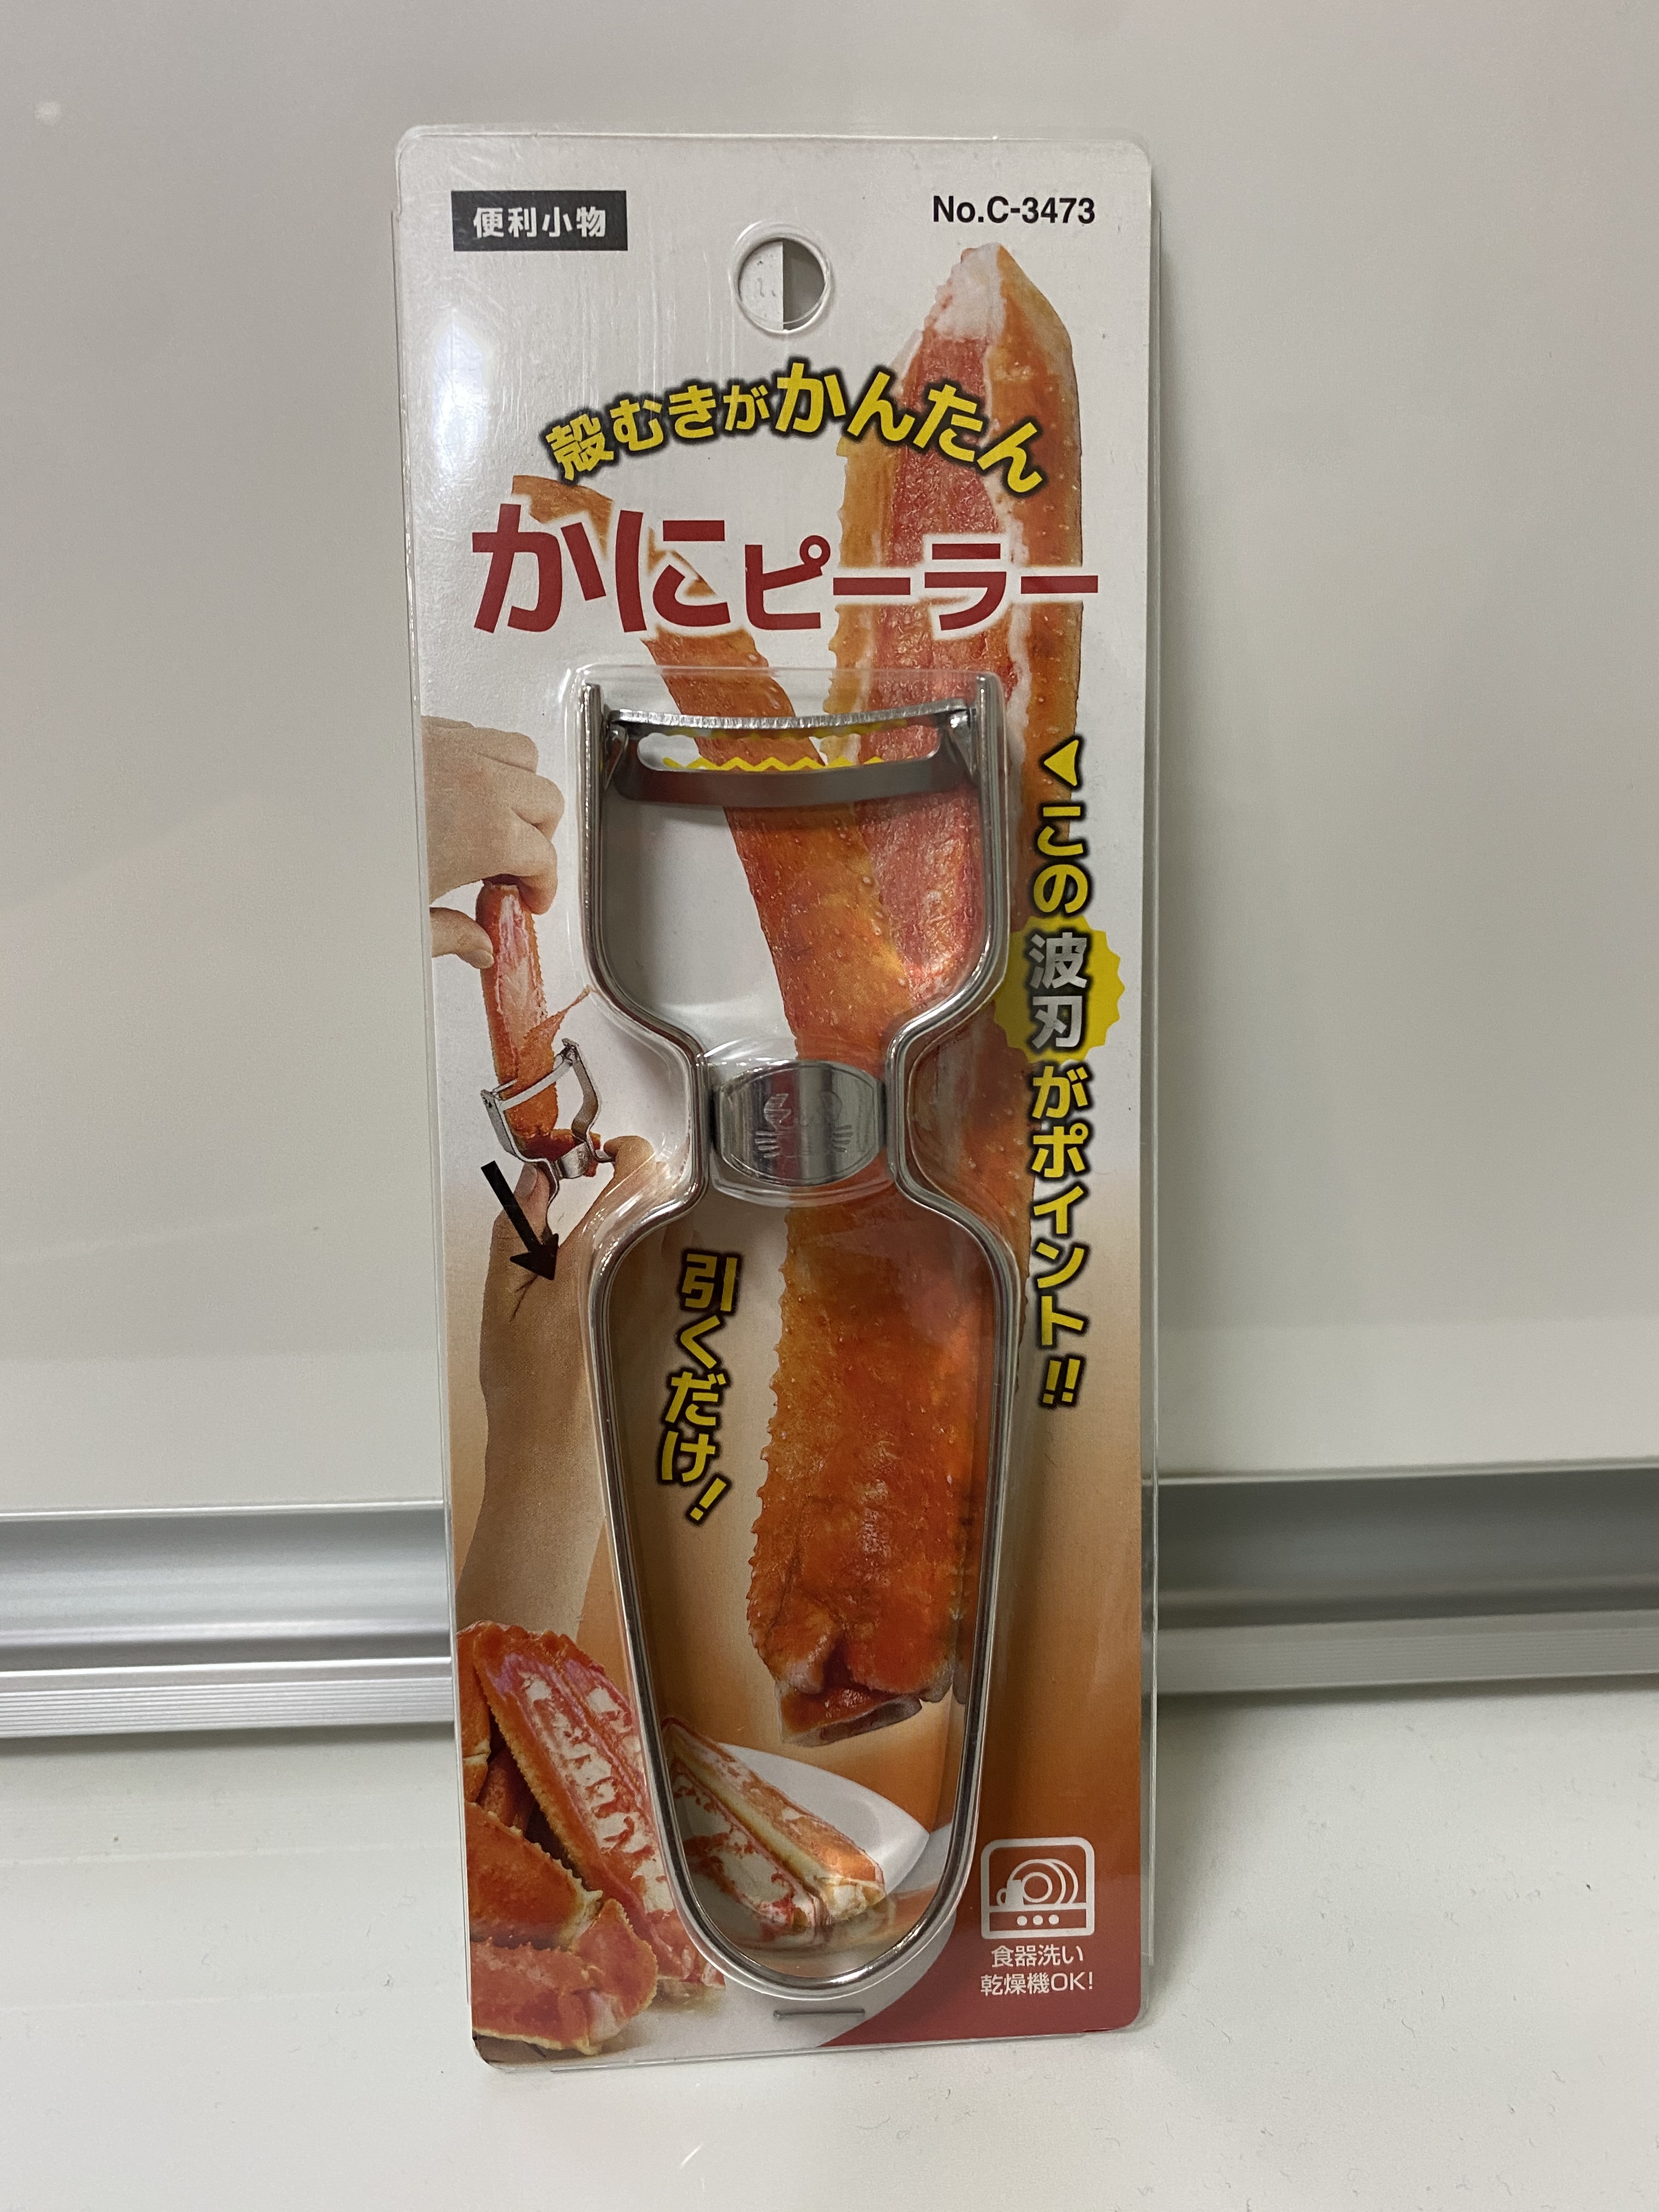 便利小物
No.C-3473
殻むきがかんたん
かにピーラー
この波刃がポイント!!
引くだけ!
食器洗い
乾燥機OK!